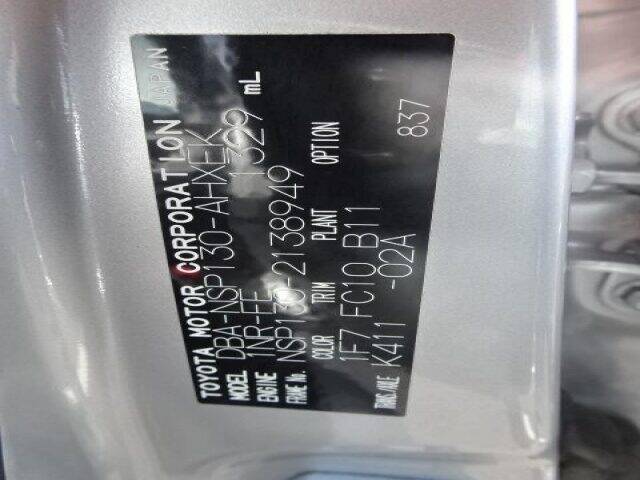 TOYOTA MOTOR CORPORATION JAPAN
MODEL DBA-NSP130-AHXEK
ENGINE 1NR-FE 1329 mL
FRAME No. NSP130-2138949
COLOR TRIM PLANT OPTION
1F7 FC10 B11 837
TRANS./AXLE K411 -02A